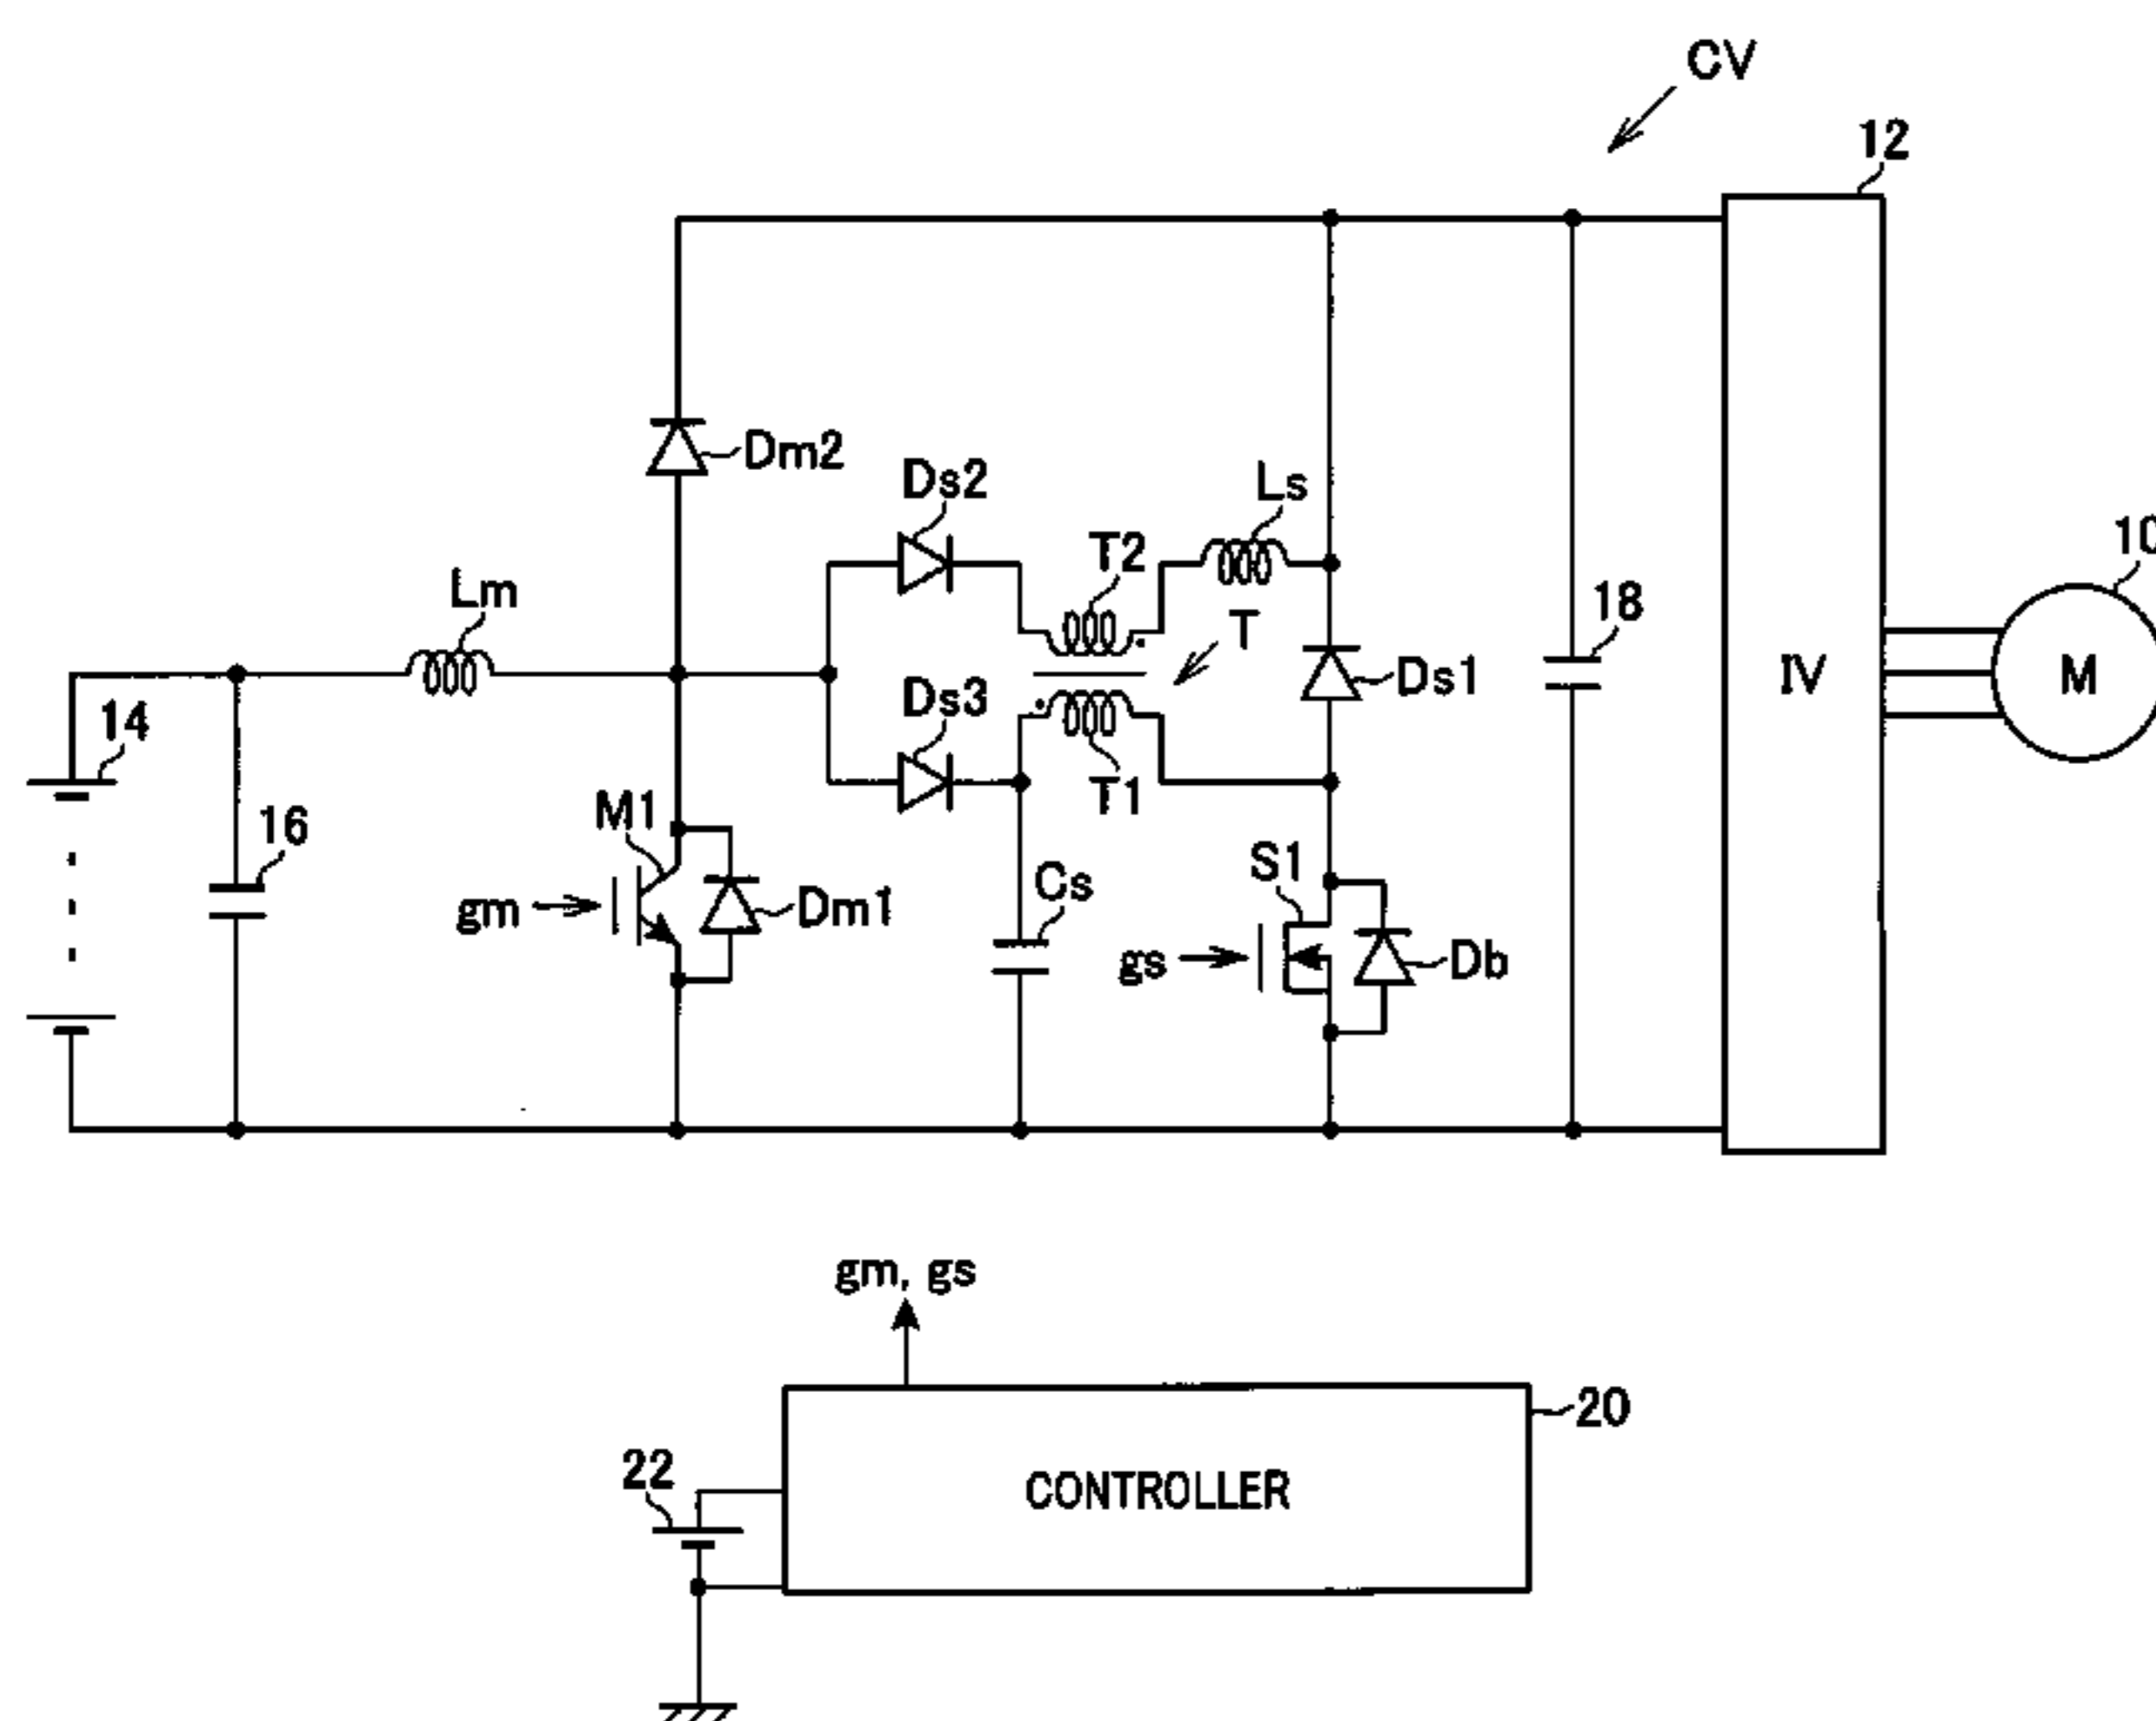 CV
12
Dm2
Ds2
Ls
T2
10
Lm
18
T
IV
M
Ds3
Ds1
14
T1
M1
16
S1
Cs
gm
Dm1
gs
Db
gm, gs
20
22
CONTROLLER